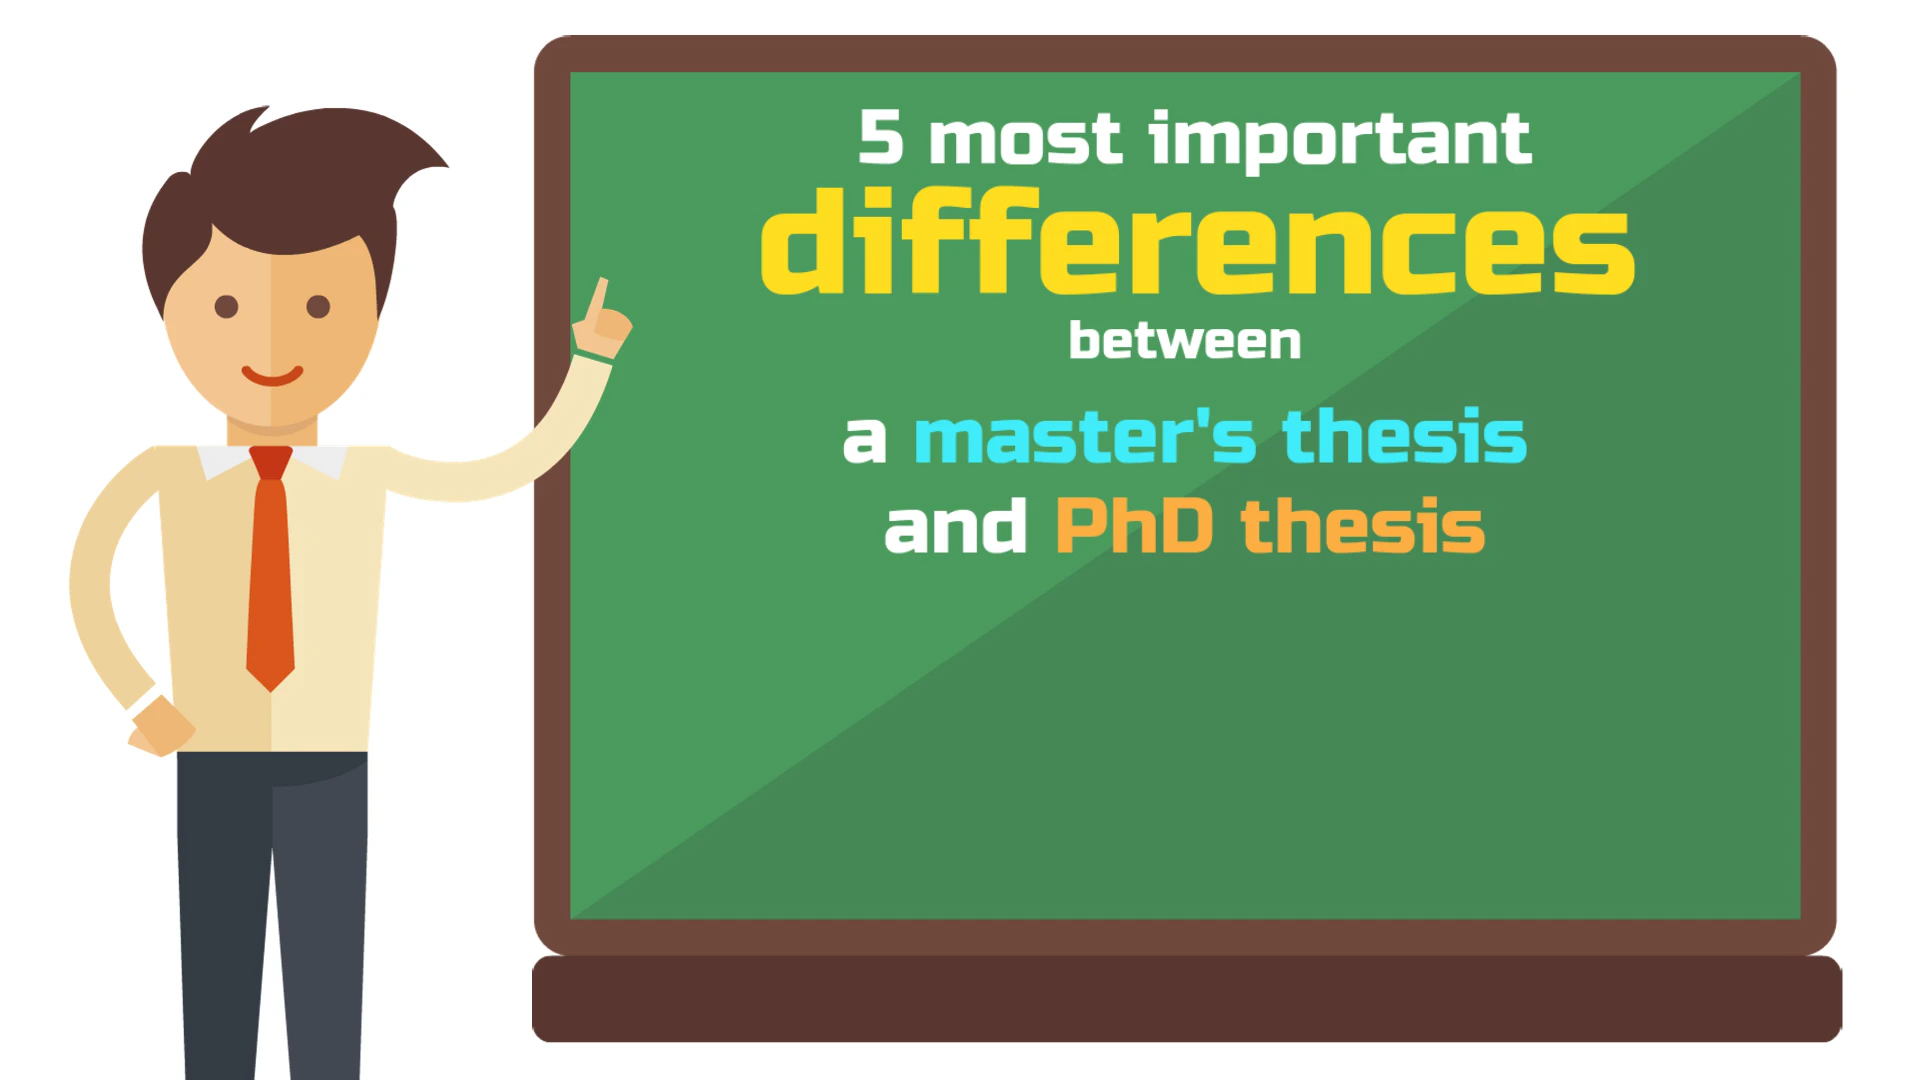 5 most important
differences
between
a master's thesis
and PhD thesis